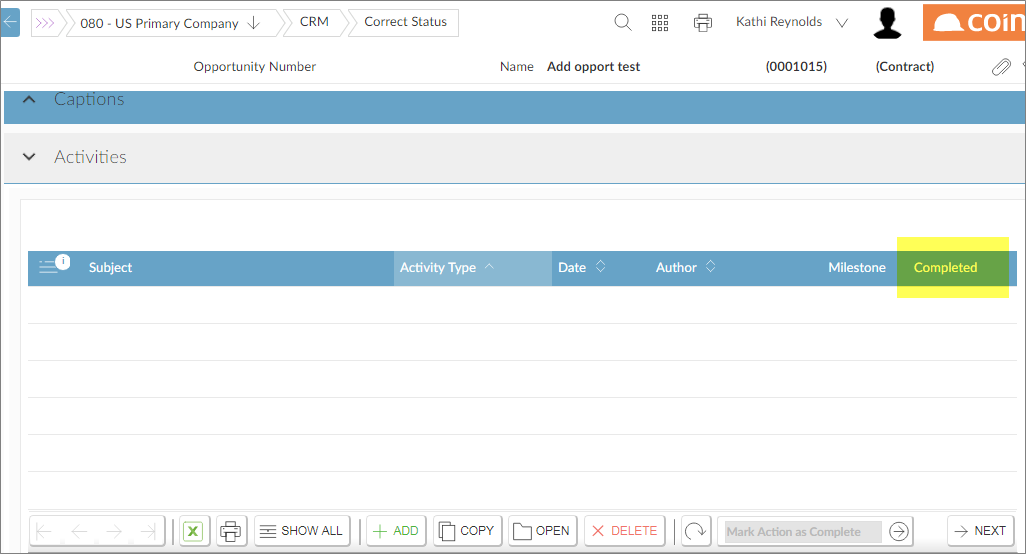 080 - US Primary Company CRM Correct Status Kathi Reynolds coin
Opportunity Number Name Add opport test (0001015) (Contract)
Captions
Activities
i Subject Activity Type Date Author Milestone Completed
X SHOW ALL + ADD COPY OPEN X DELETE Mark Action as Complete NEXT